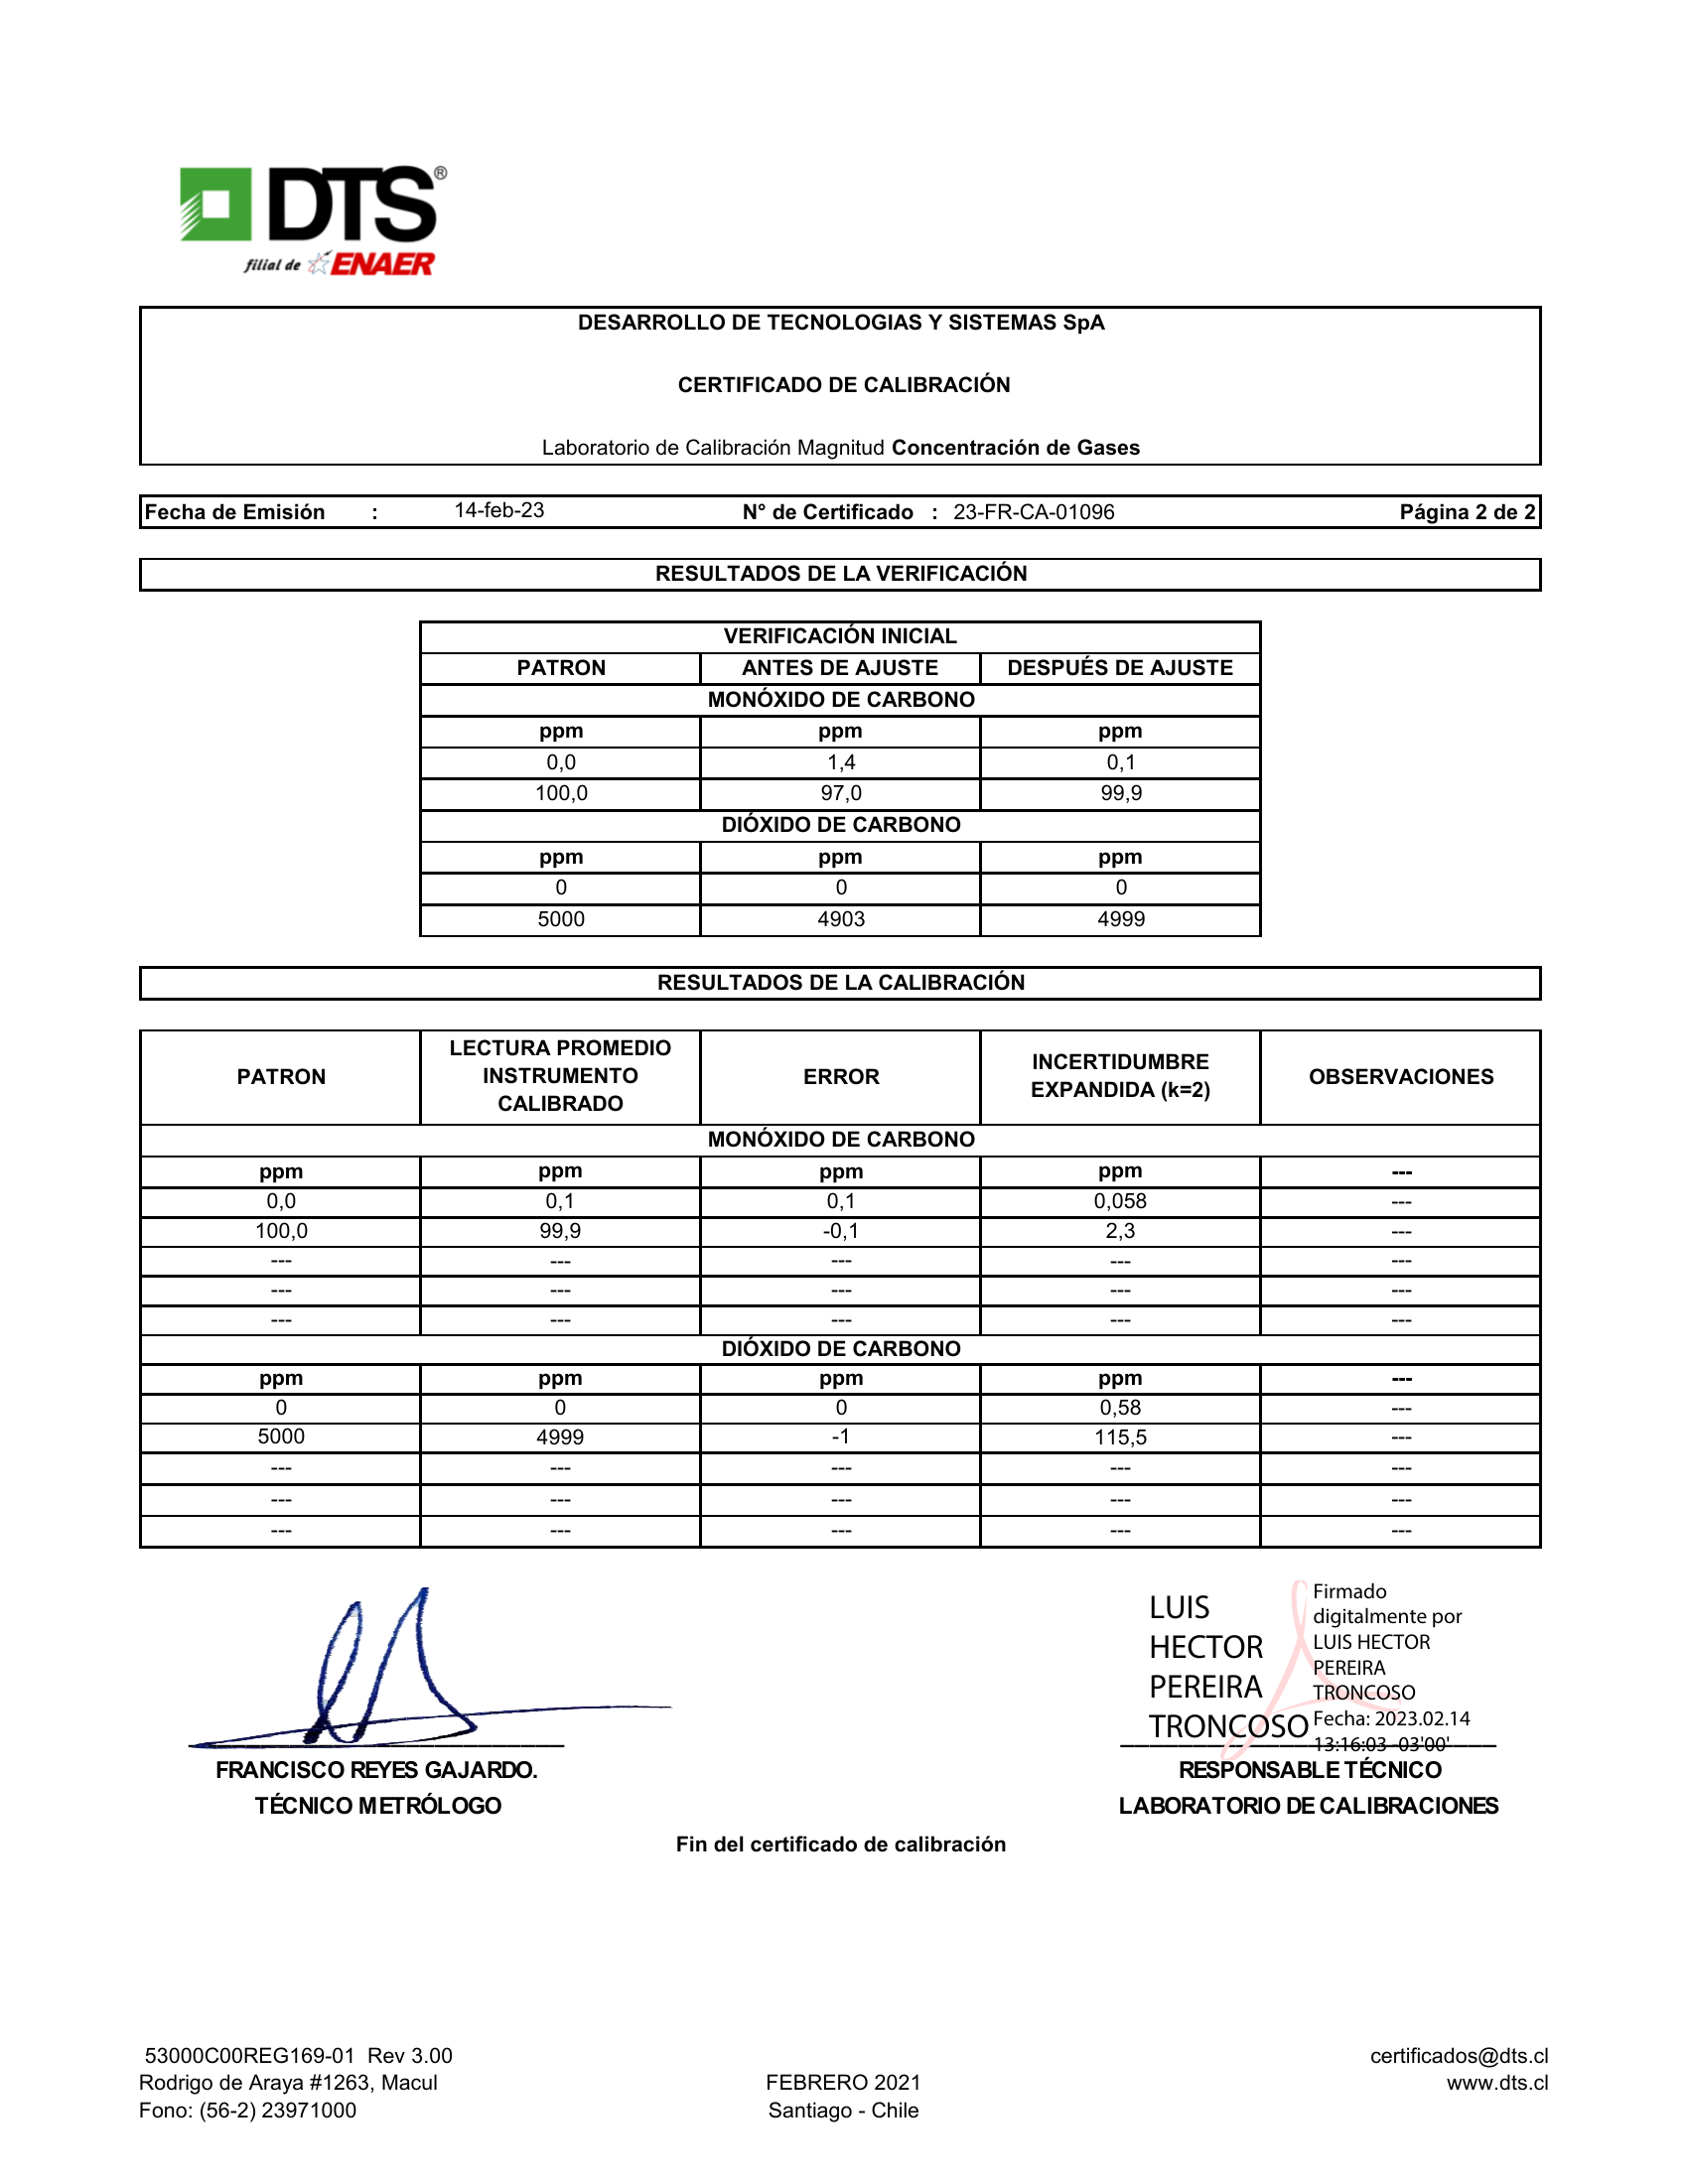 DTS®
filial de ENAER
DESARROLLO DE TECNOLOGIAS Y SISTEMAS SpA
CERTIFICADO DE CALIBRACIÓN
Laboratorio de Calibración Magnitud Concentración de Gases
Fecha de Emisión : 14-feb-23 N° de Certificado : 23-FR-CA-01096 Página 2 de 2
RESULTADOS DE LA VERIFICACIÓN
VERIFICACIÓN INICIAL
PATRON ANTES DE AJUSTE DESPUÉS DE AJUSTE
MONÓXIDO DE CARBONO
ppm ppm ppm
0,0 1,4 0,1
100,0 97,0 99,9
DIÓXIDO DE CARBONO
ppm ppm ppm
0 0 0
5000 4903 4999
RESULTADOS DE LA CALIBRACIÓN
PATRON LECTURA PROMEDIO INSTRUMENTO CALIBRADO ERROR INCERTIDUMBRE EXPANDIDA (k=2) OBSERVACIONES
MONÓXIDO DE CARBONO
ppm ppm ppm ppm ---
0,0 0,1 0,1 0,058 ---
100,0 99,9 -0,1 2,3 ---
--- --- --- --- ---
--- --- --- --- ---
--- --- --- --- ---
DIÓXIDO DE CARBONO
ppm ppm ppm ppm ---
0 0 0 0,58 ---
5000 4999 -1 115,5 ---
--- --- --- --- ---
--- --- --- --- ---
--- --- --- --- ---
LUIS
HECTOR
PEREIRA
TRONCOSO
Firmado
digitalmente por
LUIS HECTOR
PEREIRA
TRONCOSO
Fecha: 2023.02.14
13:16:03 -03'00'
FRANCISCO REYES GAJARDO.
TÉCNICO METRÓLOGO
RESPONSABLE TÉCNICO
LABORATORIO DE CALIBRACIONES
Fin del certificado de calibración
53000C00REG169-01 Rev 3.00 certificados@dts.cl
Rodrigo de Araya #1263, Macul FEBRERO 2021 www.dts.cl
Fono: (56-2) 23971000 Santiago - Chile